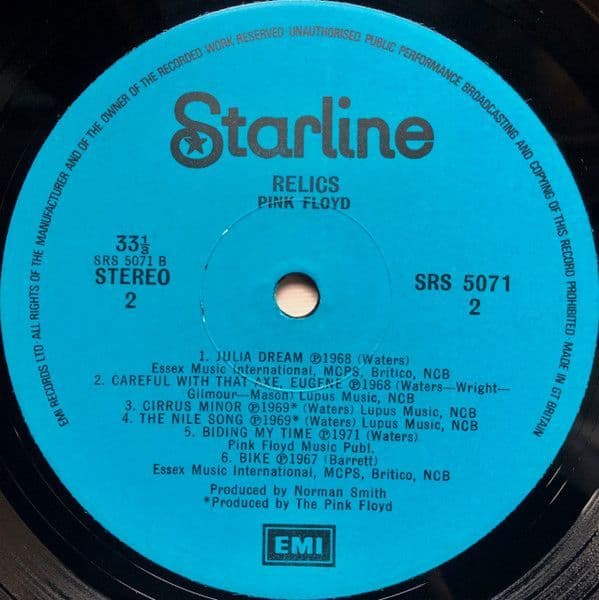 EMI RECORDS LTD ALL RIGHTS OF THE MANUFACTURER AND OF THE OWNER OF THE RECORDED WORK RESERVED UNAUTHORISED PUBLIC PERFORMANCE BROADCASTING AND COPYING OF THIS RECORD PROHIBITED MADE IN GT BRITAIN
Starline
RELICS
PINK FLOYD
33⅓
SRS 5071 B
STEREO
2
SRS 5071
2
1. JULIA DREAM ℗1968 (Waters)
Essex Music International, MCPS, Britico, NCB
2. CAREFUL WITH THAT AXE, EUGENE ℗1968 (Waters—Wright—
Gilmour—Mason) Lupus Music, NCB
3. CIRRUS MINOR ℗1969* (Waters) Lupus Music, NCB
4. THE NILE SONG ℗1969* (Waters) Lupus Music, NCB
5. BIDING MY TIME ℗1971 (Waters)
Pink Floyd Music Publ.
6. BIKE ℗1967 (Barrett)
Essex Music International, MCPS, Britico, NCB
Produced by Norman Smith
*Produced by The Pink Floyd
EMI